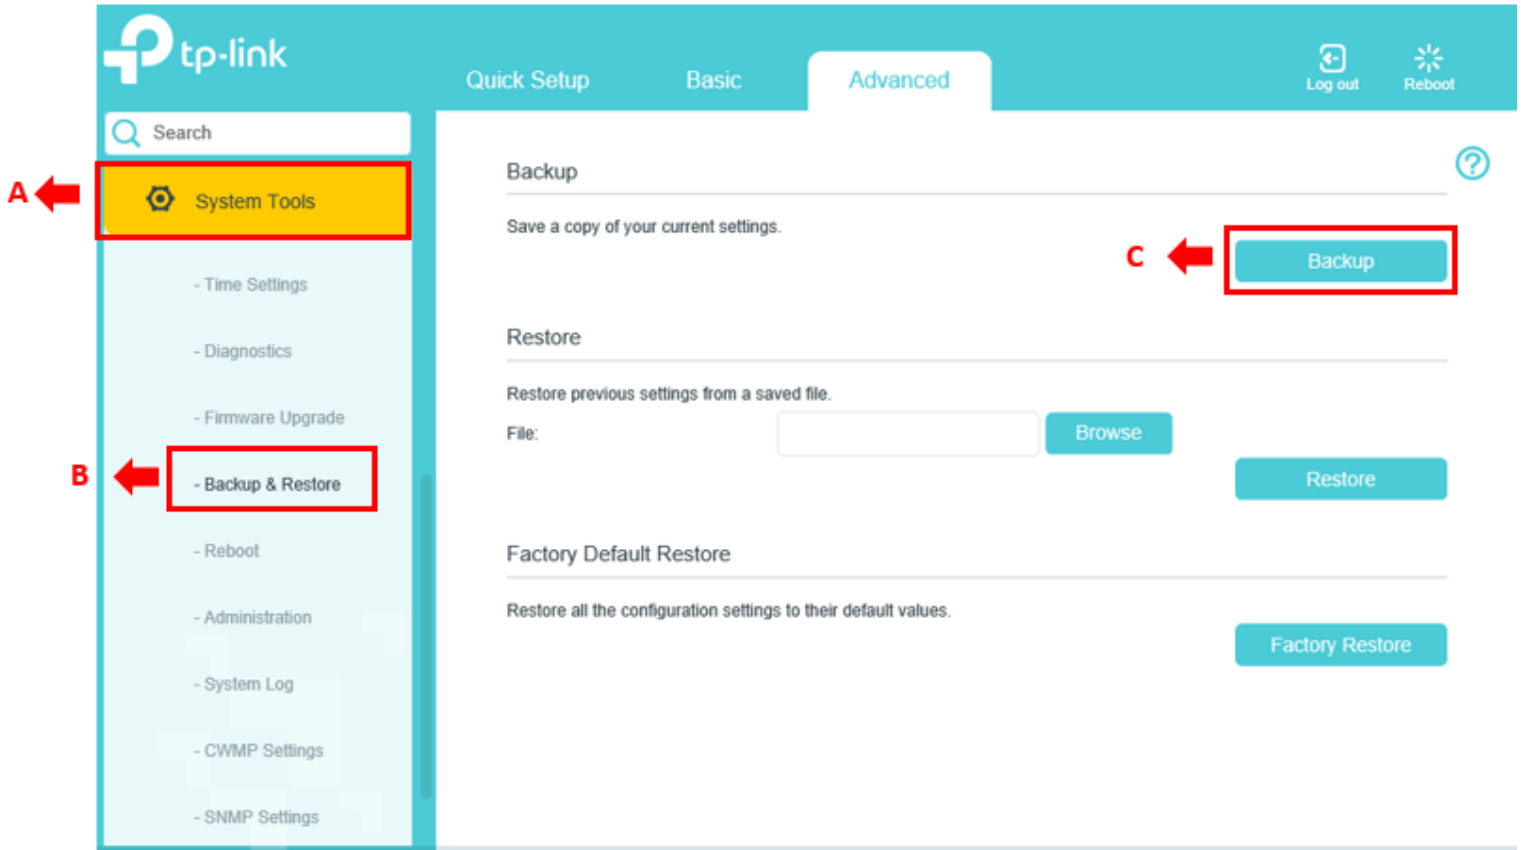 tp-link
Quick Setup
Basic
Advanced
Log out
Reboot
Search
A
System Tools
- Time Settings
- Diagnostics
- Firmware Upgrade
B
- Backup & Restore
- Reboot
- Administration
- System Log
- CWMP Settings
- SNMP Settings
Backup
?
Save a copy of your current settings.
C
Backup
Restore
Restore previous settings from a saved file.
File:
Browse
Restore
Factory Default Restore
Restore all the configuration settings to their default values.
Factory Restore